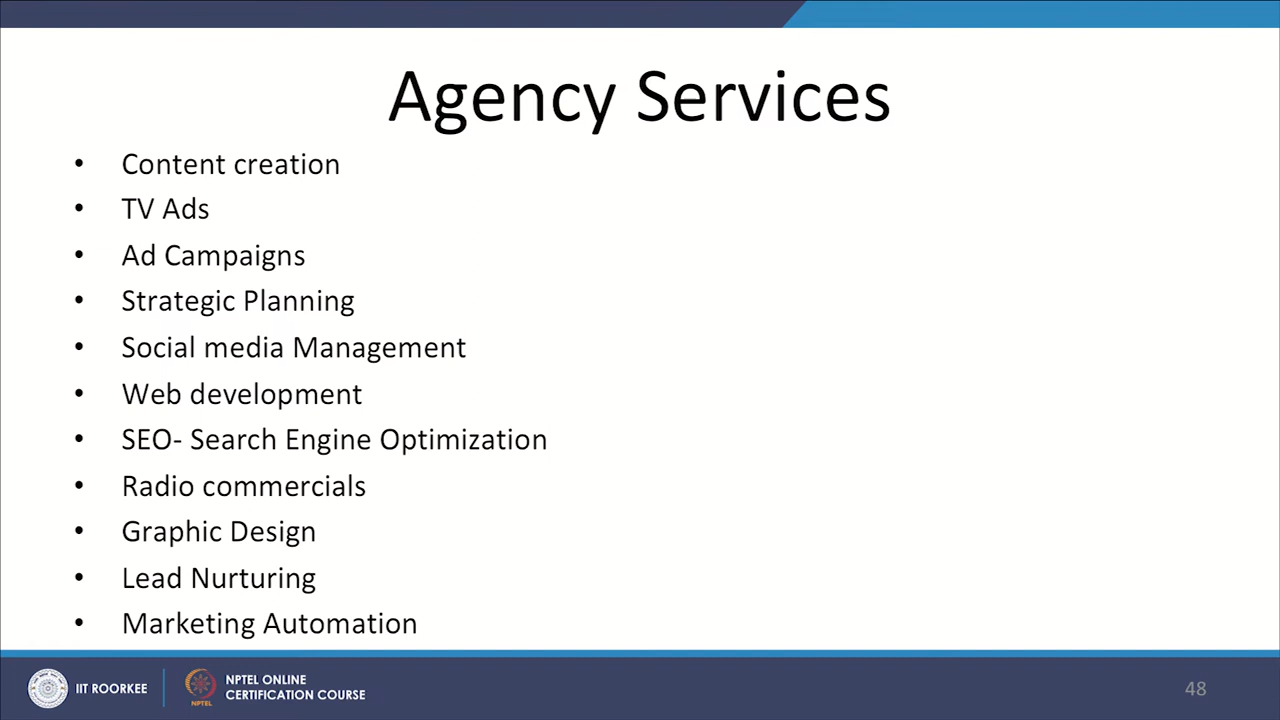 Agency Services
• Content creation
• TV Ads
• Ad Campaigns
• Strategic Planning
• Social media Management
• Web development
• SEO- Search Engine Optimization
• Radio commercials
• Graphic Design
• Lead Nurturing
• Marketing Automation
IIT ROORKEE
NPTEL
NPTEL ONLINE
CERTIFICATION COURSE
48